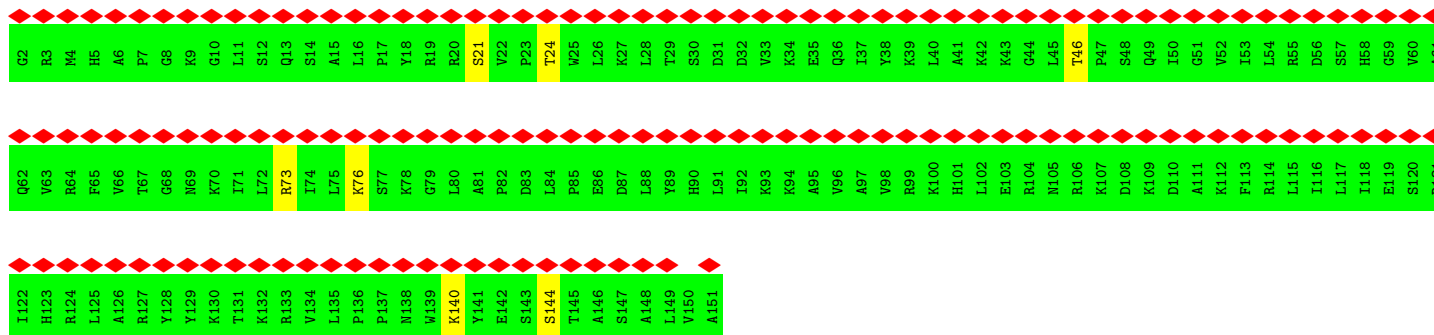 G2 R3 M4 H5 A6 P7 G8 K9 G10 L11 S12 Q13 S14 A15 L16 P17 Y18 R19 R20 S21 V22 P23 T24 W25 L26 K27 L28 T29 S30 D31 D32 V33 K34 E35 Q36 I37 Y38 K39 L40 A41 K42 K43 G44 L45 T46 P47 S48 Q49 I50 G51 V52 I53 L54 R55 D56 S57 H58 G59 V60
Q62 V63 R64 F65 V66 T67 G68 N69 K70 I71 L72 R73 I74 L75 K76 S77 K78 G79 L80 A81 P82 D83 L84 P85 E86 D87 L88 Y89 H90 L91 I92 K93 K94 A95 V96 A97 V98 R99 K100 H101 L102 E103 R104 N105 R106 K107 D108 K109 D110 A111 K112 F113 R114 L115 I116 L117 I118 E119 S120
I122 H123 R124 L125 A126 R127 Y128 Y129 K130 T131 K132 R133 V134 L135 P136 P137 N138 W139 K140 Y141 E142 S143 S144 T145 A146 S147 A148 L149 V150 A151